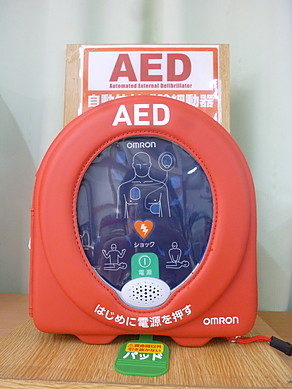 AED
Automated External Defibrillator
AED
OMRON
ショック
電源
はじめに電源を押す
OMRON
パッド